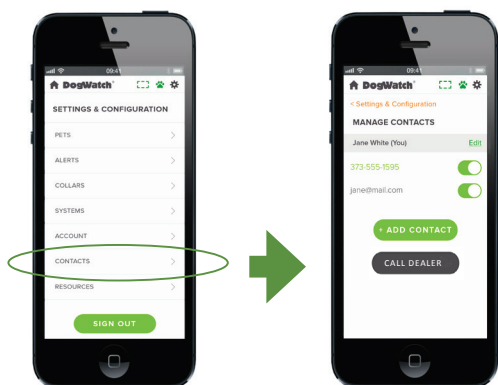 09:41
DogWatch
SETTINGS & CONFIGURATION
PETS
ALERTS
COLLARS
SYSTEMS
ACCOUNT
CONTACTS
RESOURCES
SIGN OUT
09:41
DogWatch
< Settings & Configuration
MANAGE CONTACTS
Jane White (You) Edit
373-555-1595
jane@mail.com
+ ADD CONTACT
CALL DEALER